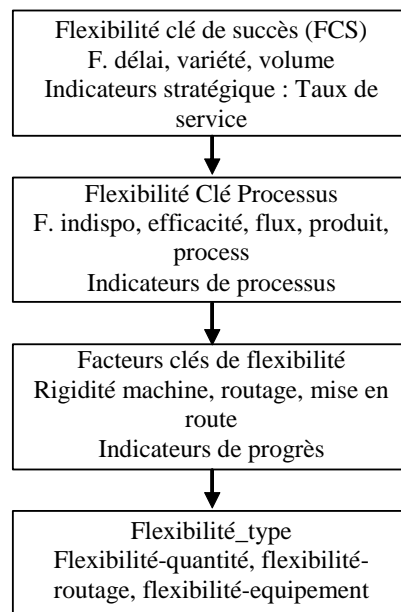 Flexibilité clé de succès (FCS)
F. délai, variété, volume
Indicateurs stratégique : Taux de
service
Flexibilité Clé Processus
F. indispo, efficacité, flux, produit,
process
Indicateurs de processus
Facteurs clés de flexibilité
Rigidité machine, routage, mise en
route
Indicateurs de progrès
Flexibilité_type
Flexibilité-quantité, flexibilité-
routage, flexibilité-equipement